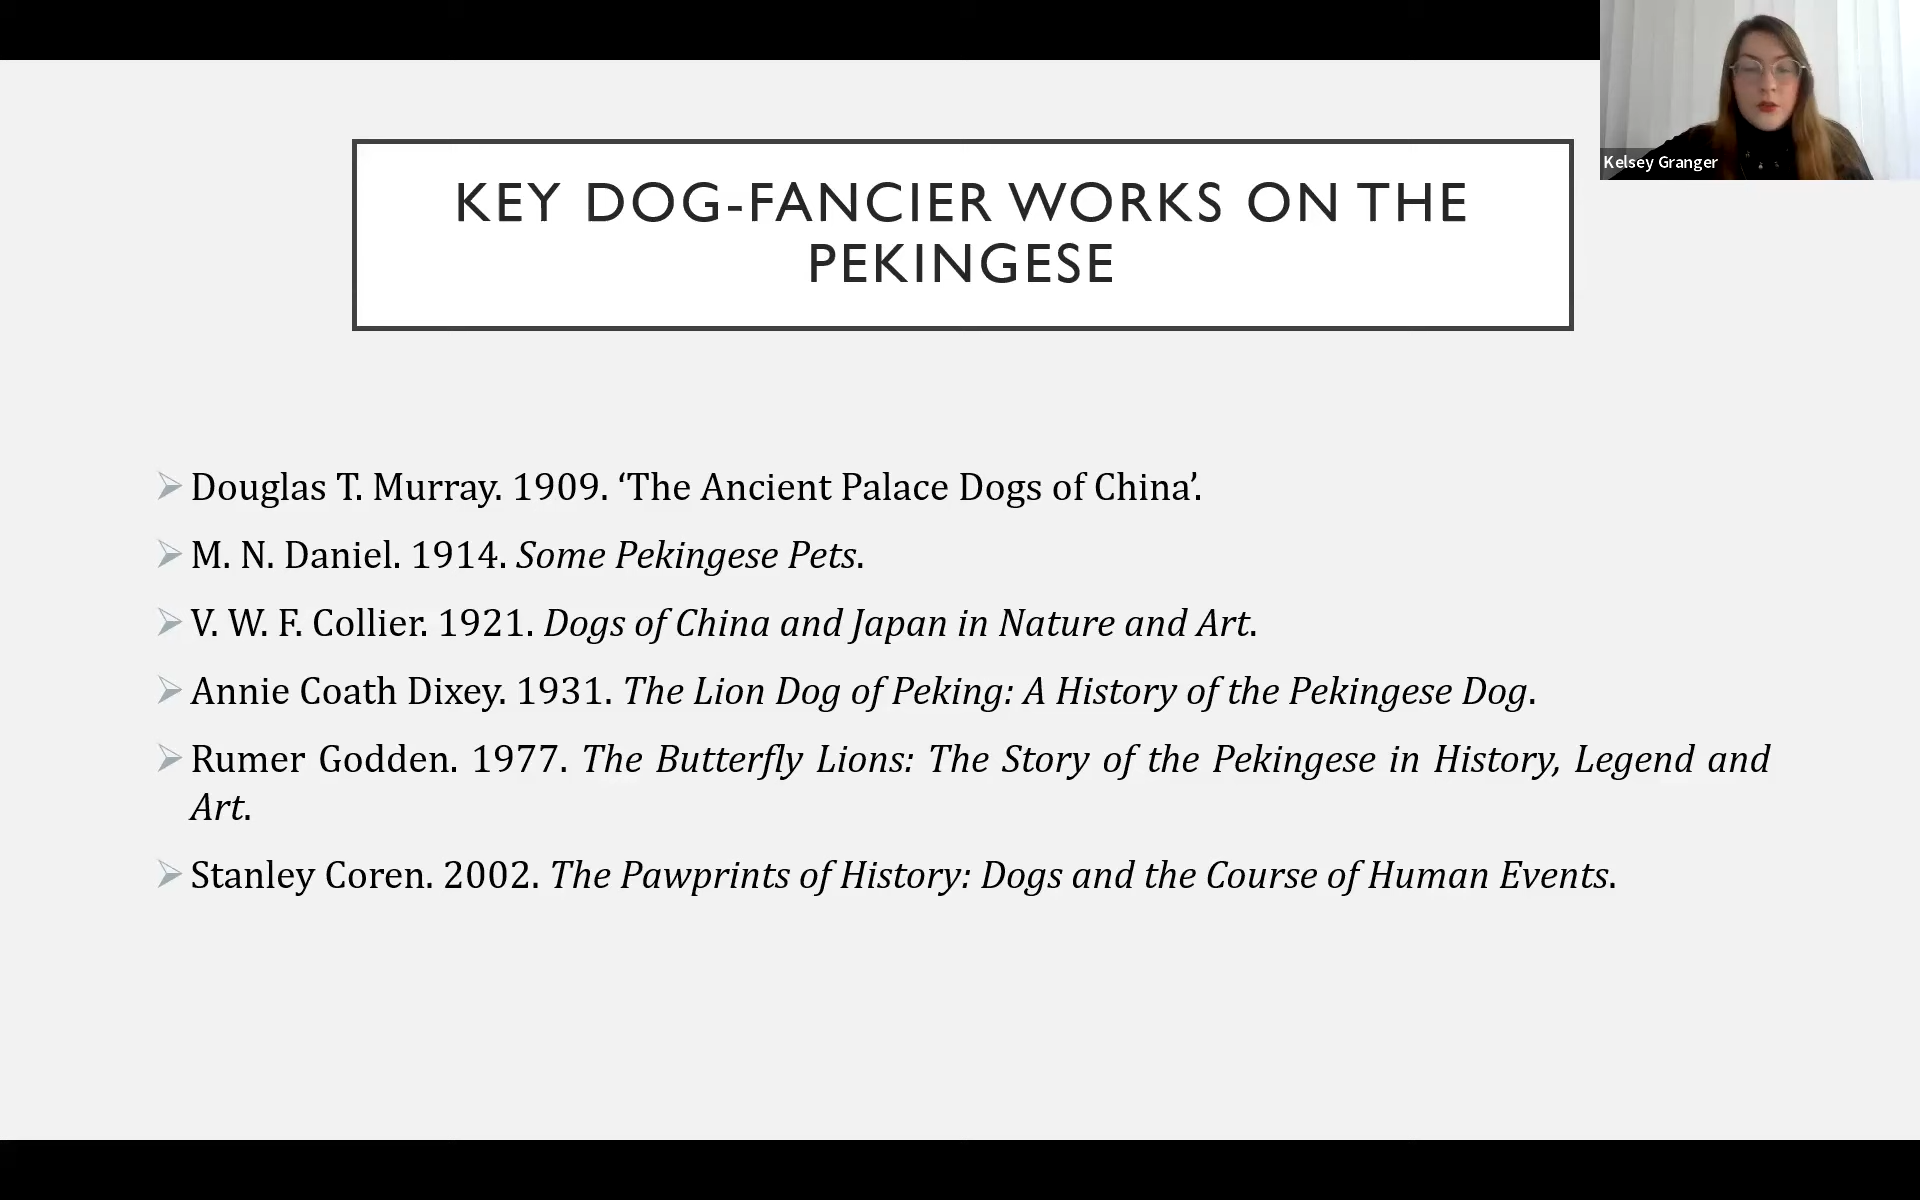 Kelsey Granger
KEY DOG-FANCIER WORKS ON THE
PEKINGESE
➢ Douglas T. Murray. 1909. ‘The Ancient Palace Dogs of China’.
➢ M. N. Daniel. 1914. Some Pekingese Pets.
➢ V. W. F. Collier. 1921. Dogs of China and Japan in Nature and Art.
➢ Annie Coath Dixey. 1931. The Lion Dog of Peking: A History of the Pekingese Dog.
➢ Rumer Godden. 1977. The Butterfly Lions: The Story of the Pekingese in History, Legend and
Art.
➢ Stanley Coren. 2002. The Pawprints of History: Dogs and the Course of Human Events.